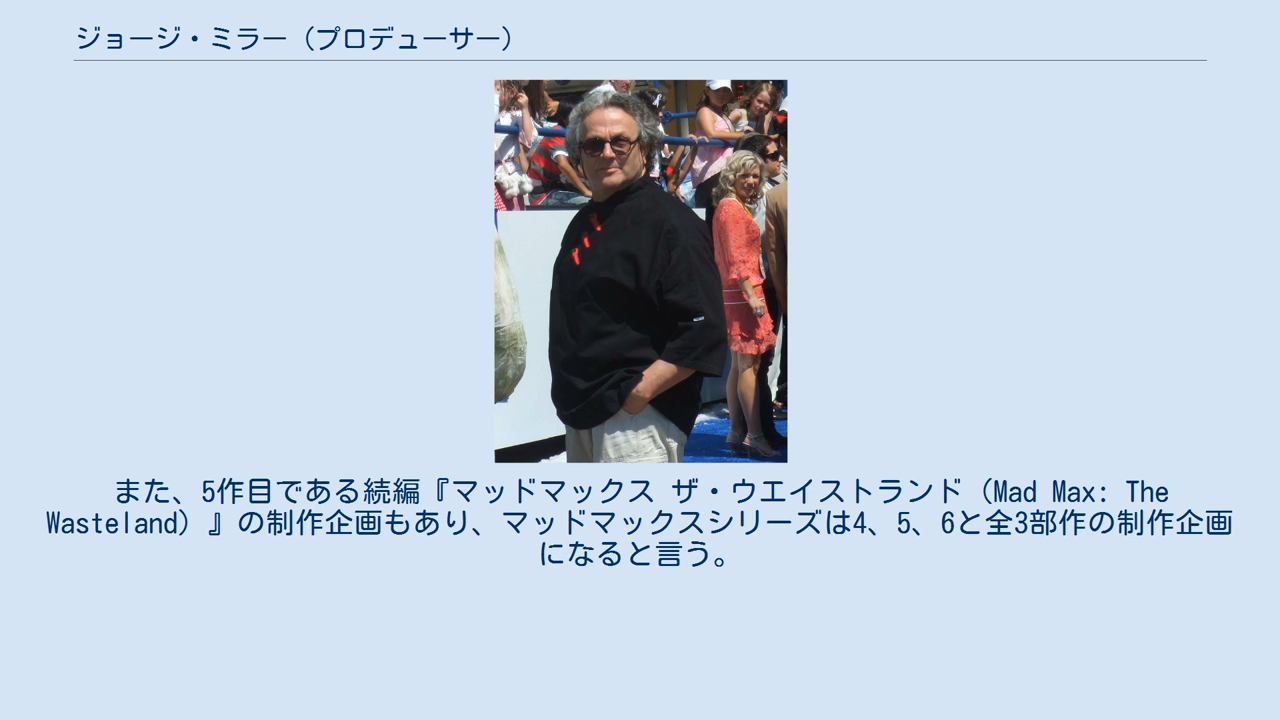 ジョージ・ミラー（プロデューサー）
また、5作目である続編『マッドマックス ザ・ウエイストランド（Mad Max: The
Wasteland）』の制作企画もあり、マッドマックスシリーズは4、5、6と全3部作の制作企画
になると言う。